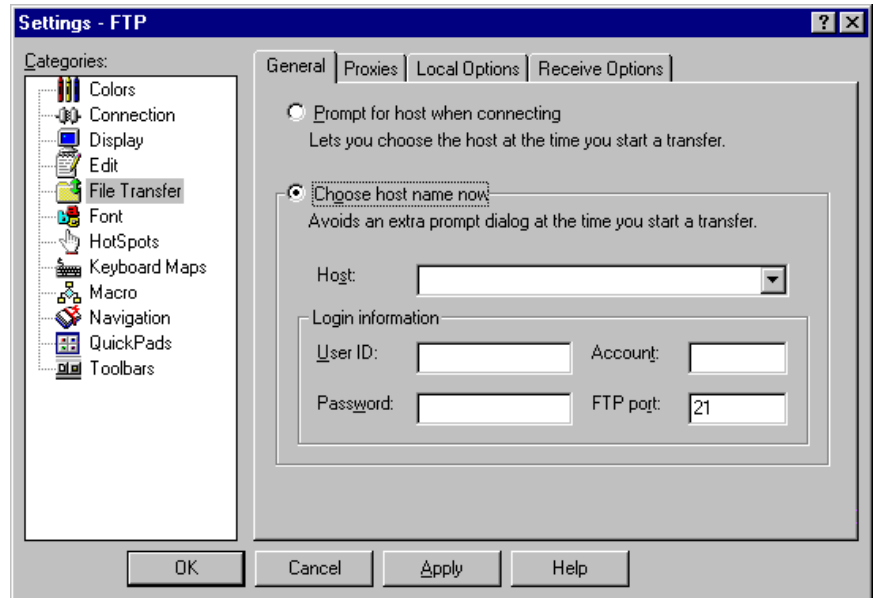 Settings - FTP
Categories:
Colors
Connection
Display
Edit
File Transfer
Font
HotSpots
Keyboard Maps
Macro
Navigation
QuickPads
Toolbars
General
Proxies
Local Options
Receive Options
Prompt for host when connecting
Lets you choose the host at the time you start a transfer.
Choose host name now
Avoids an extra prompt dialog at the time you start a transfer.
Host:
Login information
User ID:
Account:
Password:
FTP port:
21
OK
Cancel
Apply
Help